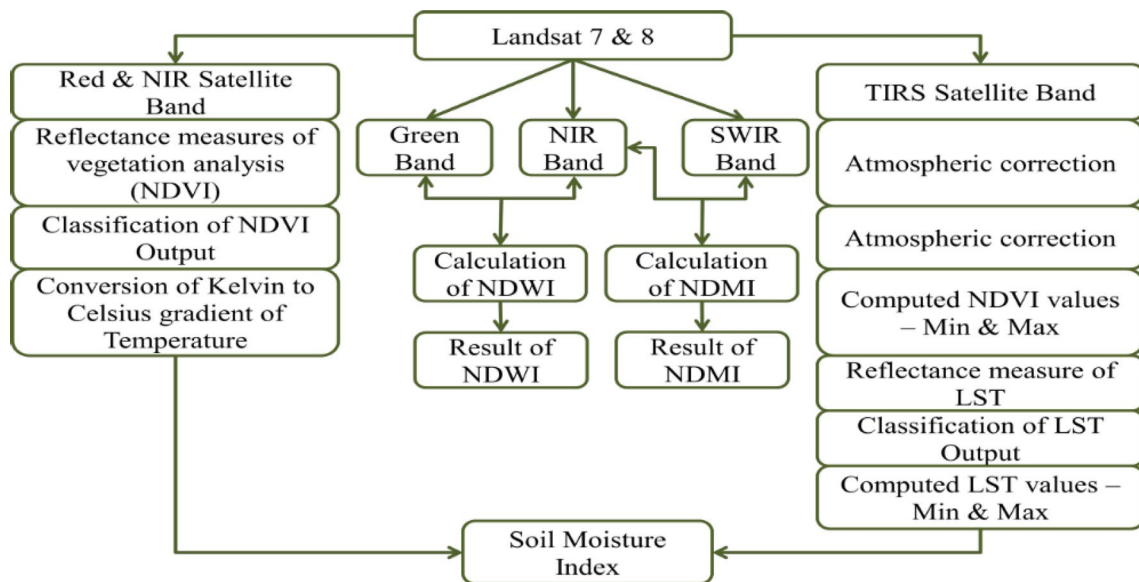 Landsat 7 & 8
Red & NIR Satellite
Band
Reflectance measures of
vegetation analysis
(NDVI)
Classification of NDVI
Output
Conversion of Kelvin to
Celsius gradient of
Temperature
Green
Band
NIR
Band
SWIR
Band
Calculation
of NDWI
Calculation
of NDMI
Result of
NDWI
Result of
NDMI
TIRS Satellite Band
Atmospheric correction
Atmospheric correction
Computed NDVI values
– Min & Max
Reflectance measure of
LST
Classification of LST
Output
Computed LST values –
Min & Max
Soil Moisture
Index